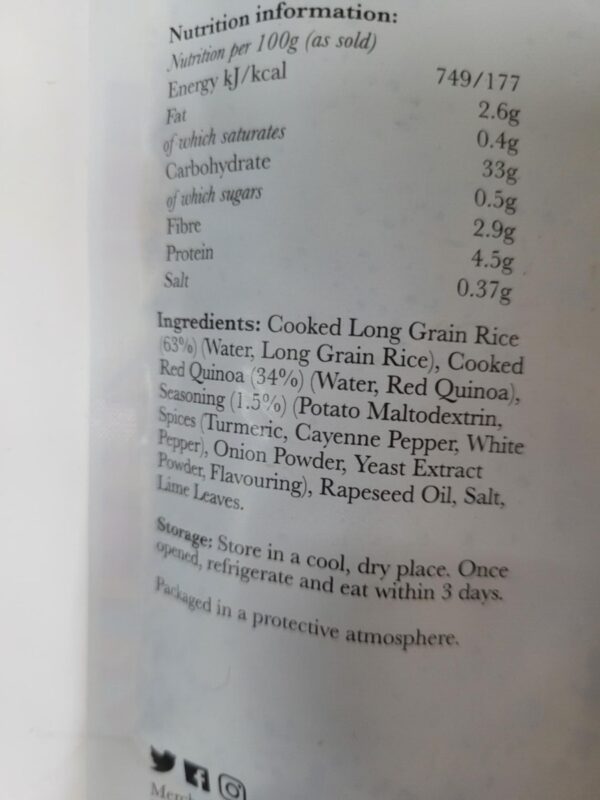 Nutrition information:
Nutrition per 100g (as sold)
Energy kJ/kcal 749/177
Fat 2.6g
of which saturates 0.4g
Carbohydrate 33g
of which sugars 0.5g
Fibre 2.9g
Protein 4.5g
Salt 0.37g
Ingredients: Cooked Long Grain Rice
(63%) (Water, Long Grain Rice), Cooked
Red Quinoa (34%) (Water, Red Quinoa),
Seasoning (1.5%) (Potato Maltodextrin,
Spices (Turmeric, Cayenne Pepper, White
Pepper), Onion Powder, Yeast Extract
Powder, Flavouring), Rapeseed Oil, Salt,
Lime Leaves.
Storage: Store in a cool, dry place. Once
opened, refrigerate and eat within 3 days.
Packaged in a protective atmosphere.